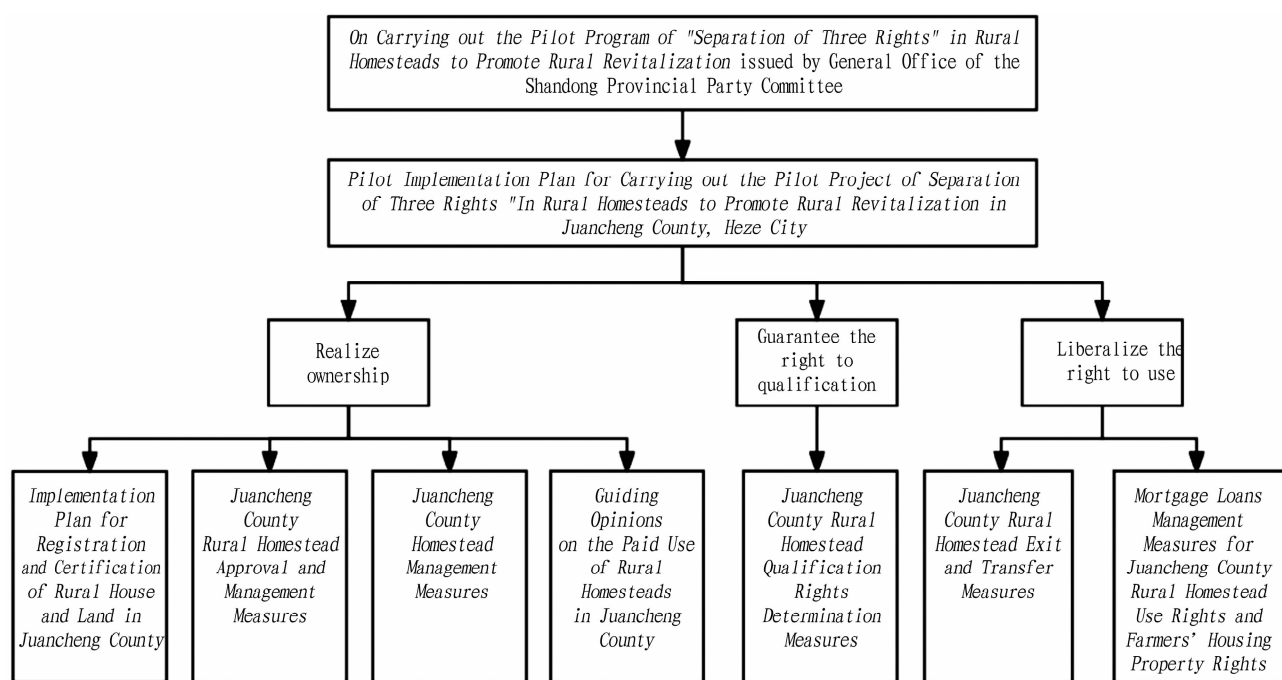 On Carrying out the Pilot Program of "Separation of Three Rights" in Rural
Homesteads to Promote Rural Revitalization issued by General Office of the
Shandong Provincial Party Committee
Pilot Implementation Plan for Carrying out the Pilot Project of Separation
of Three Rights "In Rural Homesteads to Promote Rural Revitalization in
Juancheng County, Heze City
Realize
ownership
Guarantee the
right to
qualification
Liberalize the
right to use
Implementation
Plan for
Registration
and Certification
of Rural House
and Land in
Juancheng County
Juancheng
County
Rural Homestead
Approval and
Management
Measures
Juancheng
County
Homestead
Management
Measures
Guiding
Opinions
on the Paid Use
of Rural
Homesteads
in Juancheng
County
Juancheng
County Rural
Homestead
Qualification
Rights
Determination
Measures
Juancheng
County Rural
Homestead Exit
and Transfer
Measures
Mortgage Loans
Management
Measures for
Juancheng County
Rural Homestead
Use Rights and
Farmers’ Housing
Property Rights